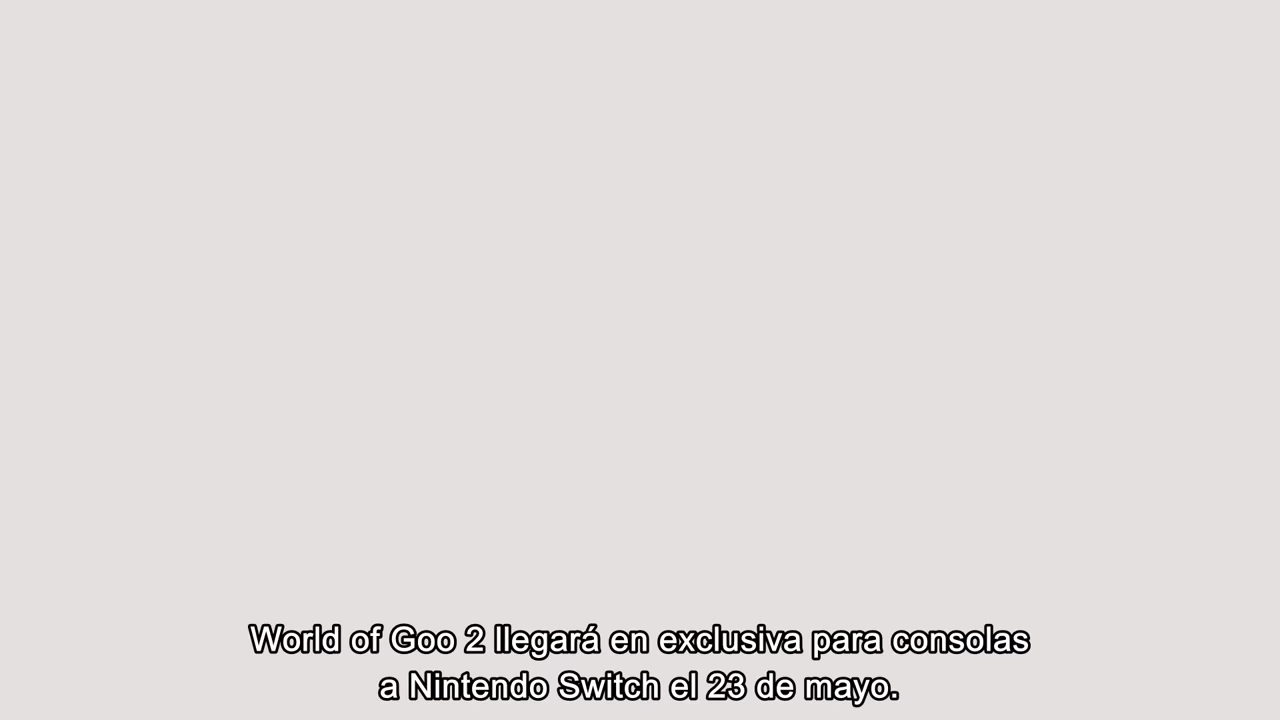 World of Goo 2 llegará en exclusiva para consolas
a Nintendo Switch el 23 de mayo.